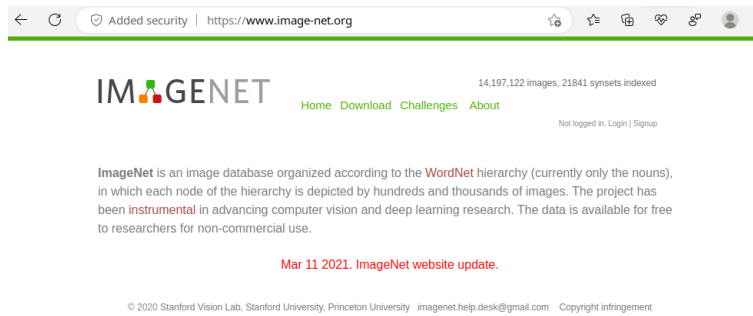 Added security | https://www.image-net.org
IMAGENET
14,197,122 images, 21841 synsets indexed
Home Download Challenges About
Not logged in. Login | Signup
ImageNet is an image database organized according to the WordNet hierarchy (currently only the nouns),
in which each node of the hierarchy is depicted by hundreds and thousands of images. The project has
been instrumental in advancing computer vision and deep learning research. The data is available for free
to researchers for non-commercial use.
Mar 11 2021. ImageNet website update.
© 2020 Stanford Vision Lab, Stanford University, Princeton University imagenet.help.desk@gmail.com Copyright infringement